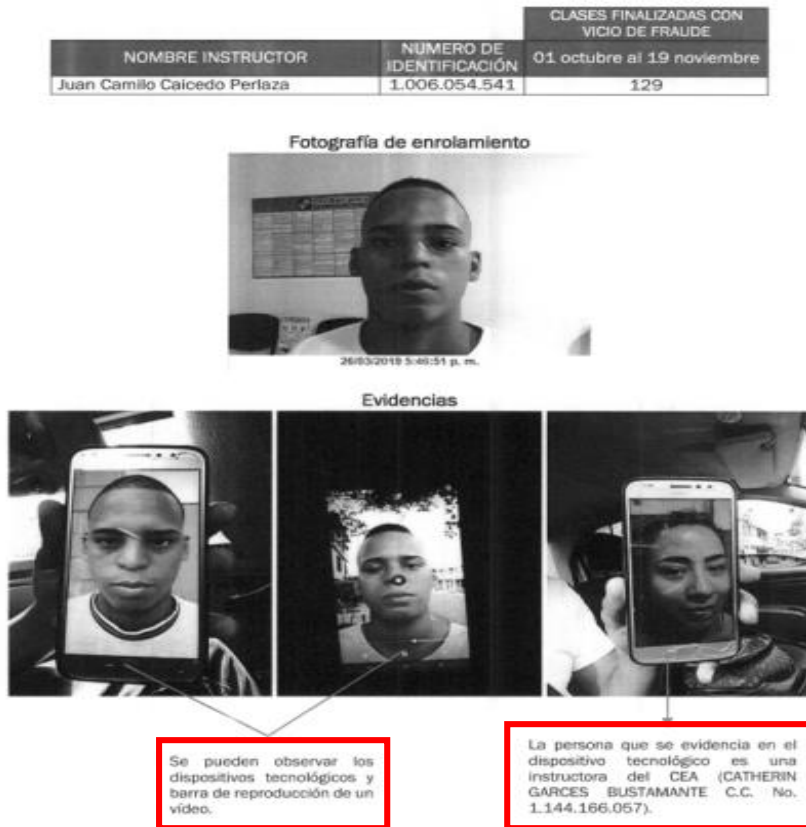 CLASES FINALIZADAS CON
VICIO DE FRAUDE
NOMBRE INSTRUCTOR
NÚMERO DE
IDENTIFICACIÓN
01 octubre al 19 noviembre
Juan Camilo Caicedo Perlaza
1.006.054.541
129
Fotografía de enrolamiento
26/03/2019 5:46:51 p. m.
Evidencias
Se pueden observar los
dispositivos tecnológicos y
barra de reproducción de un
vídeo.
La persona que se evidencia en el
dispositivo tecnológico es una
instructora del CEA (CATHERIN
GARCES BUSTAMANTE C.C. No.
1.144.166.057).